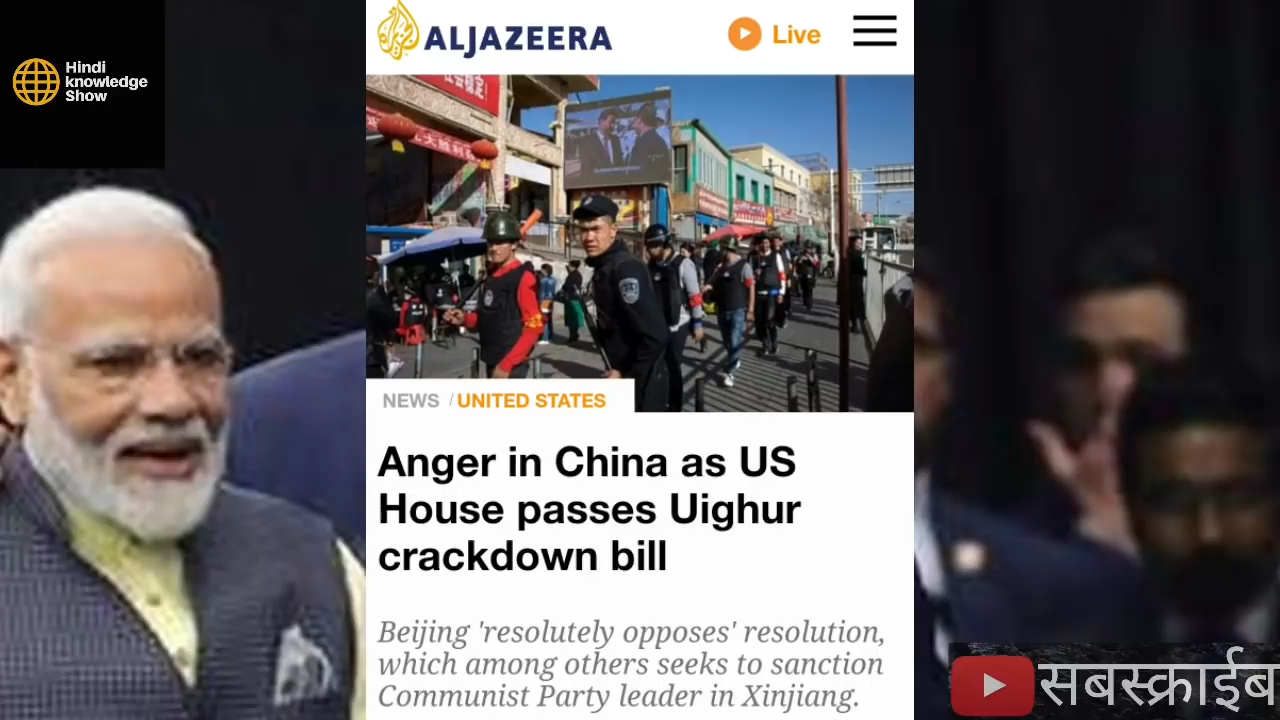 Hindi
knowledge
Show
ALJAZEERA
Live
NEWS / UNITED STATES
Anger in China as US
House passes Uighur
crackdown bill
Beijing 'resolutely opposes' resolution,
which among others seeks to sanction
Communist Party leader in Xinjiang.
सबस्क्राईब